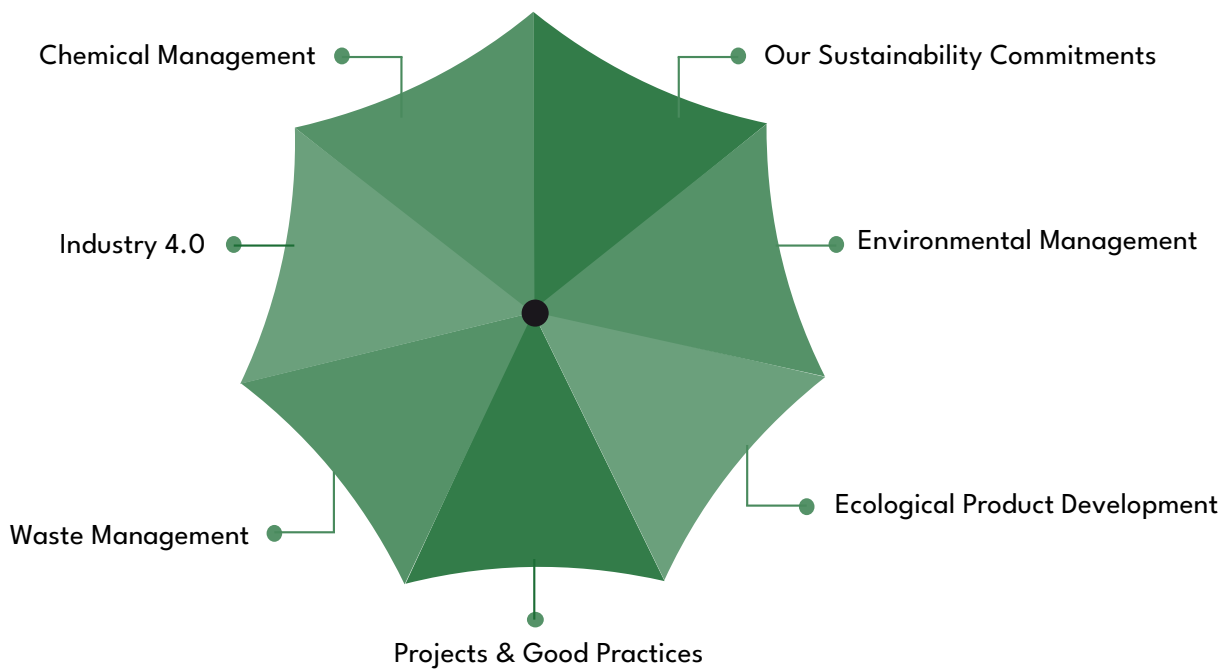 Chemical Management
Our Sustainability Commitments
Industry 4.0
Environmental Management
Ecological Product Development
Waste Management
Projects & Good Practices